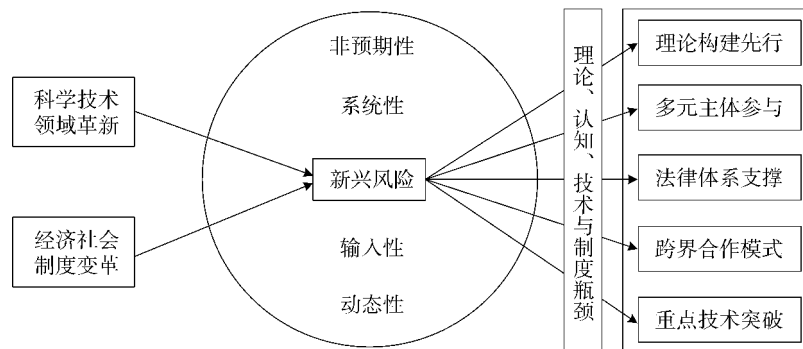 科学技术
领域革新
经济社会
制度变革
非预期性
系统性
新兴风险
输入性
动态性
理论、认知、技术与制度瓶颈
理论构建先行
多元主体参与
法律体系支撑
跨界合作模式
重点技术突破